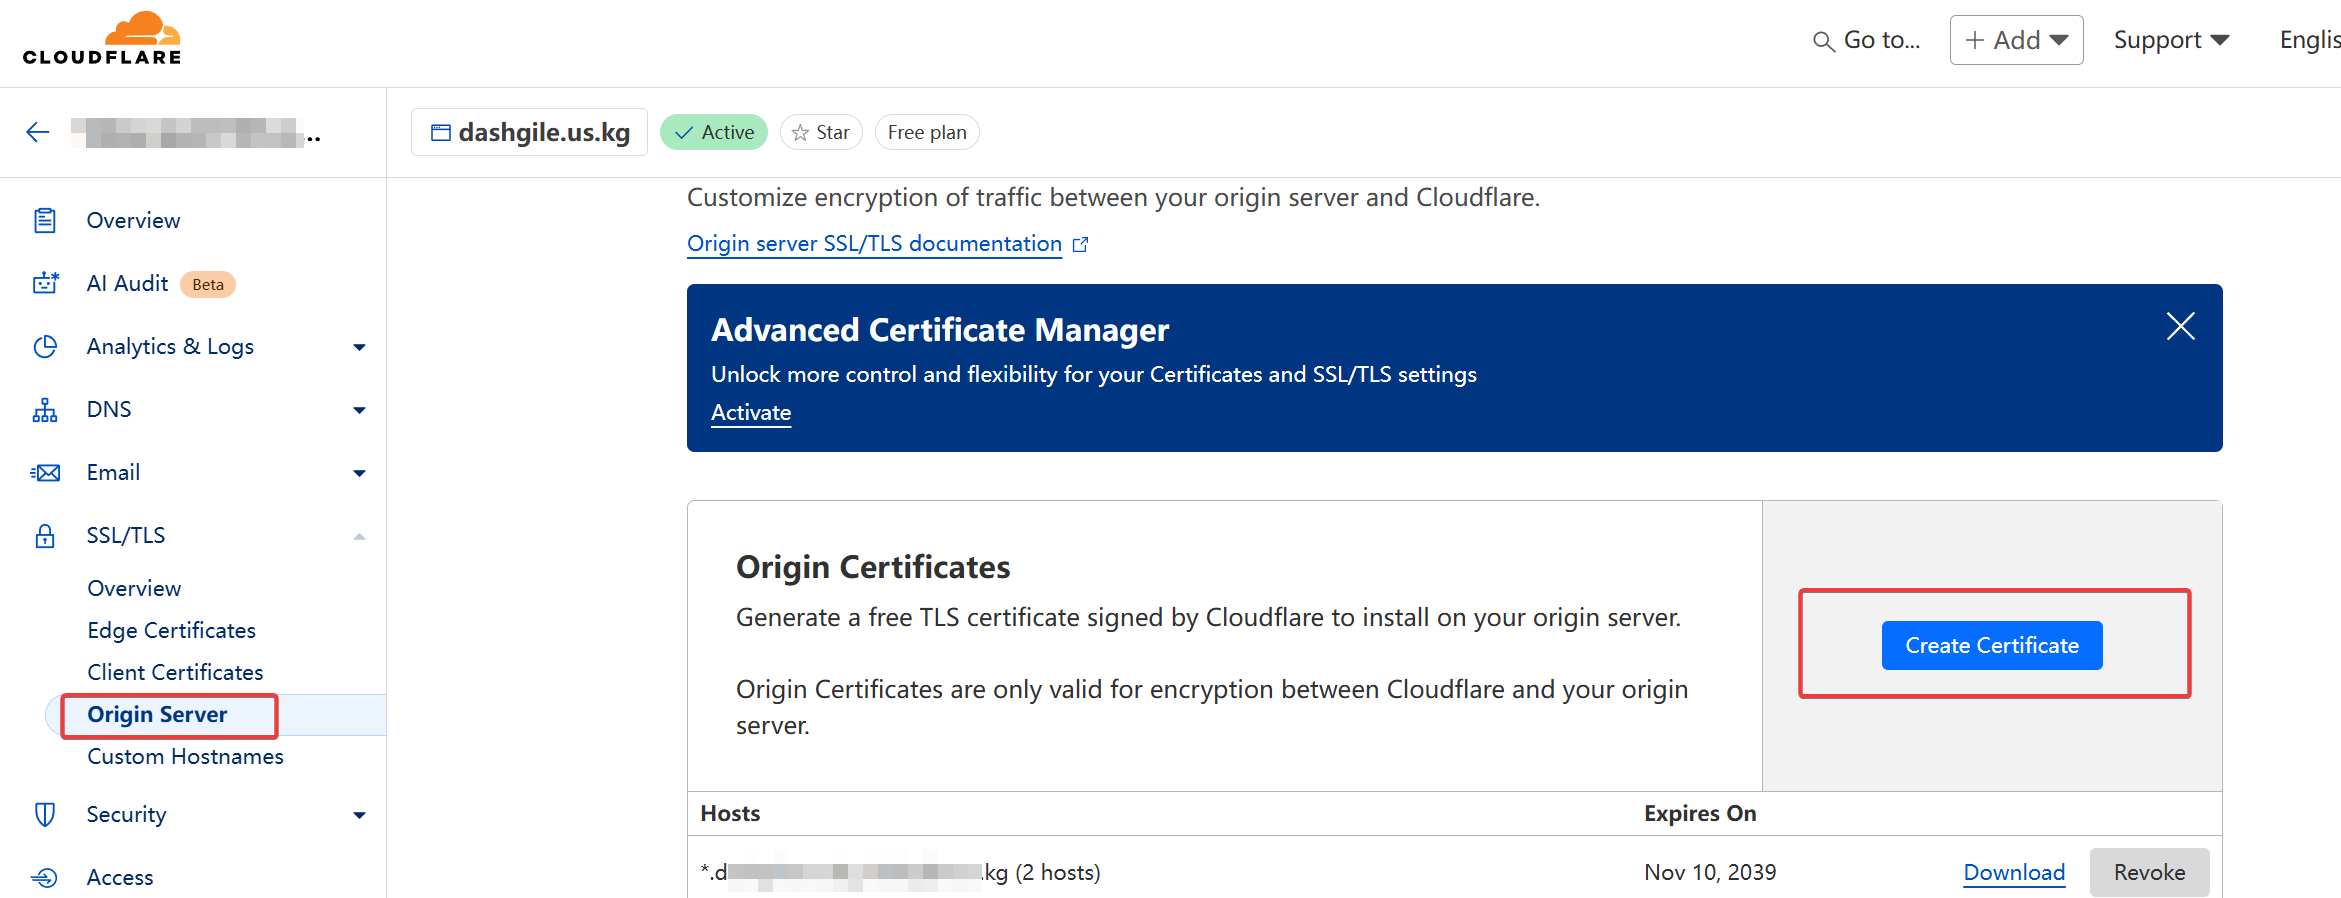 CLOUDFLARE
Go to...
Add
Support
Englis
...
dashgile.us.kg
Active
Star
Free plan
Overview
AI Audit Beta
Analytics & Logs
DNS
Email
SSL/TLS
Overview
Edge Certificates
Client Certificates
Origin Server
Custom Hostnames
Security
Access
Customize encryption of traffic between your origin server and Cloudflare.
Origin server SSL/TLS documentation
Advanced Certificate Manager
Unlock more control and flexibility for your Certificates and SSL/TLS settings
Activate
Origin Certificates
Generate a free TLS certificate signed by Cloudflare to install on your origin server.
Origin Certificates are only valid for encryption between Cloudflare and your origin
server.
Create Certificate
Hosts Expires On
*.d .kg (2 hosts) Nov 10, 2039 Download Revoke